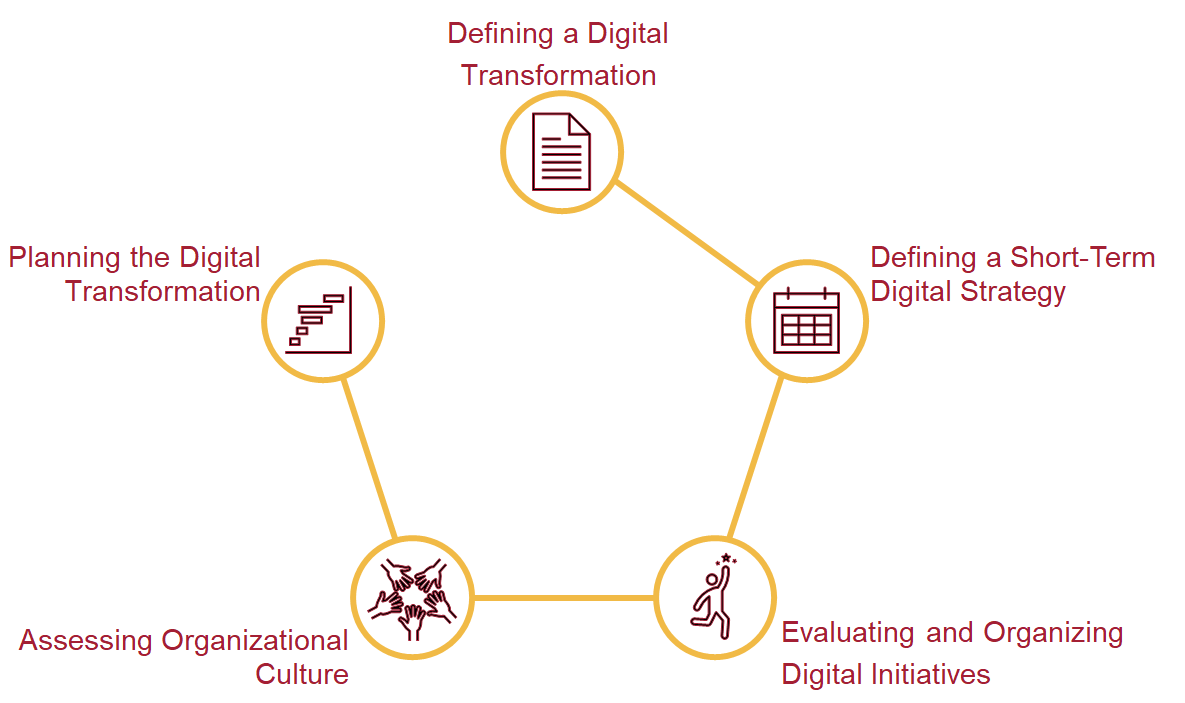 Defining a Digital
Transformation
Defining a Short-Term
Digital Strategy
Evaluating and Organizing
Digital Initiatives
Assessing Organizational
Culture
Planning the Digital
Transformation